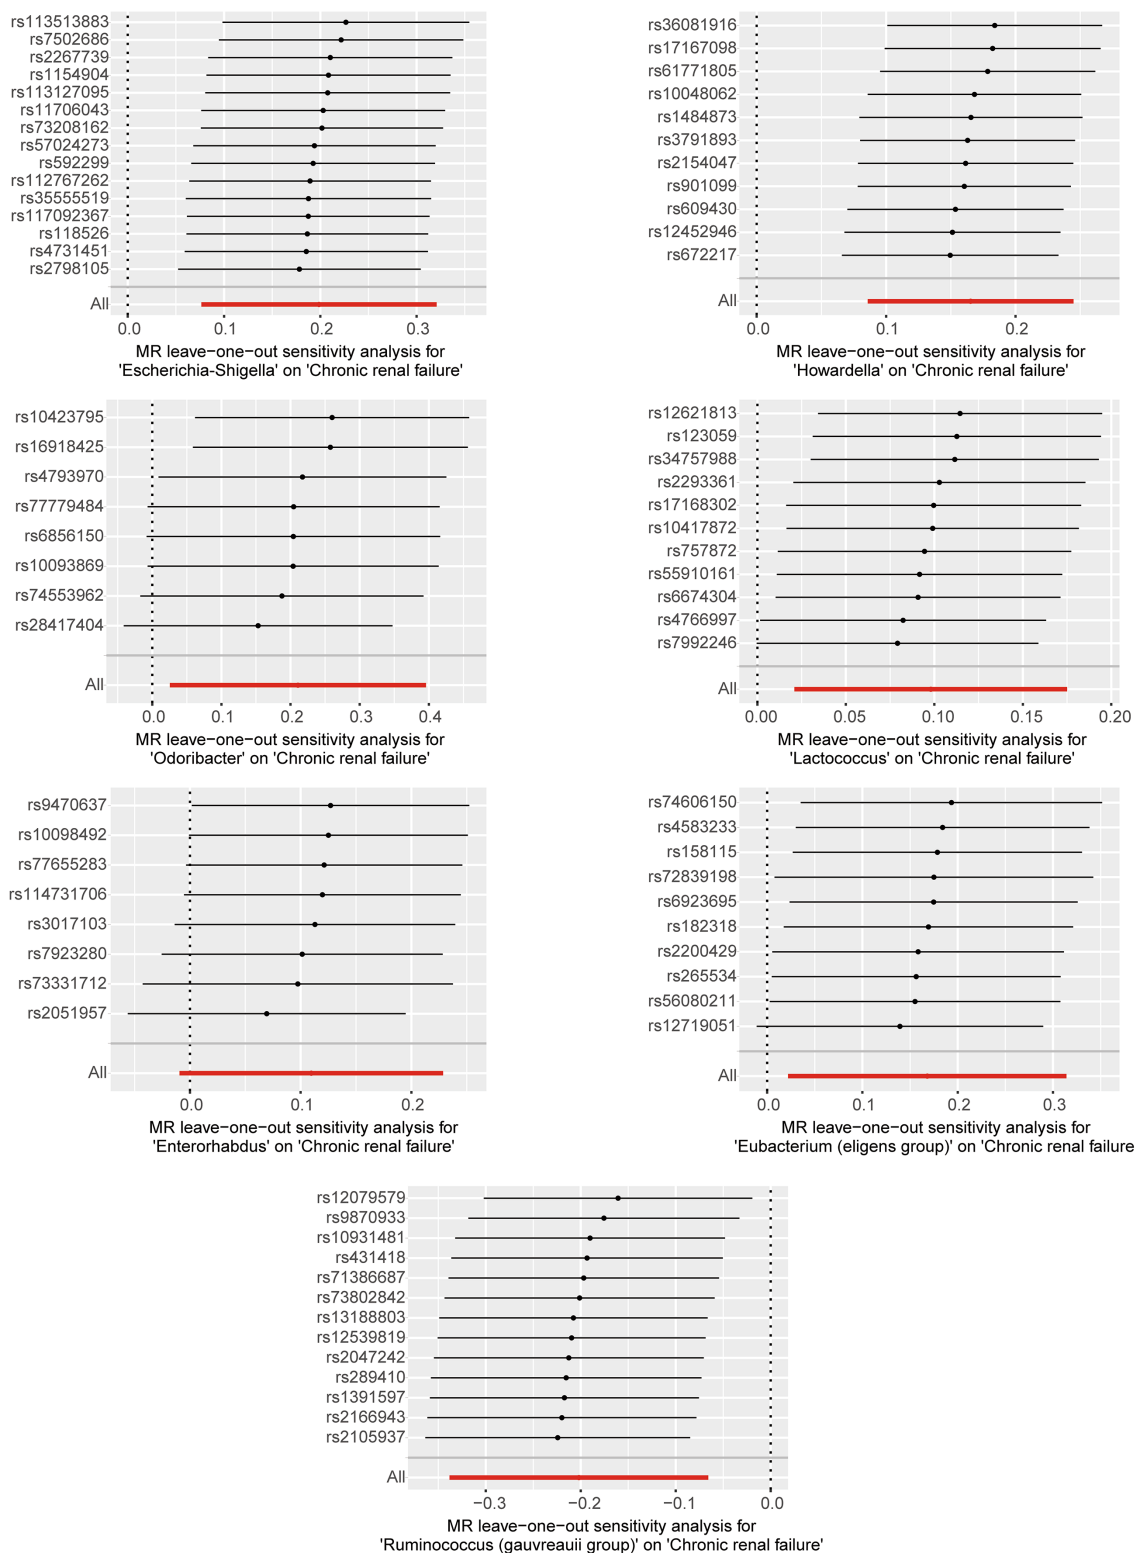 rs113513883
rs7502686
rs2267739
rs1154904
rs113127095
rs11706043
rs73208162
rs57024273
rs592299
rs112767262
rs35555519
rs117092367
rs118526
rs4731451
rs2798105
All
0.0 0.1 0.2 0.3
MR leave−one−out sensitivity analysis for
'Escherichia-Shigella' on 'Chronic renal failure'
rs36081916
rs17167098
rs61771805
rs10048062
rs1484873
rs3791893
rs2154047
rs901099
rs609430
rs12452946
rs672217
All
0.0 0.1 0.2
MR leave−one−out sensitivity analysis for
'Howardella' on 'Chronic renal failure'
rs10423795
rs16918425
rs4793970
rs77779484
rs6856150
rs10093869
rs74553962
rs28417404
All
0.0 0.1 0.2 0.3 0.4
MR leave−one−out sensitivity analysis for
'Odoribacter' on 'Chronic renal failure'
rs12621813
rs123059
rs34757988
rs2293361
rs17168302
rs10417872
rs757872
rs55910161
rs6674304
rs4766997
rs7992246
All
0.00 0.05 0.10 0.15 0.20
MR leave−one−out sensitivity analysis for
'Lactococcus' on 'Chronic renal failure'
rs9470637
rs10098492
rs77655283
rs114731706
rs3017103
rs7923280
rs73331712
rs2051957
All
0.0 0.1 0.2
MR leave−one−out sensitivity analysis for
'Enterorhabdus' on 'Chronic renal failure'
rs74606150
rs4583233
rs158115
rs72839198
rs6923695
rs182318
rs2200429
rs265534
rs56080211
rs12719051
All
0.0 0.1 0.2 0.3
MR leave−one−out sensitivity analysis for
'Eubacterium (eligens group)' on 'Chronic renal failure
rs12079579
rs9870933
rs10931481
rs431418
rs71386687
rs73802842
rs13188803
rs12539819
rs2047242
rs289410
rs1391597
rs2166943
rs2105937
All
−0.3 −0.2 −0.1 0.0
MR leave−one−out sensitivity analysis for
'Ruminococcus (gauvreauii group)' on 'Chronic renal failure'